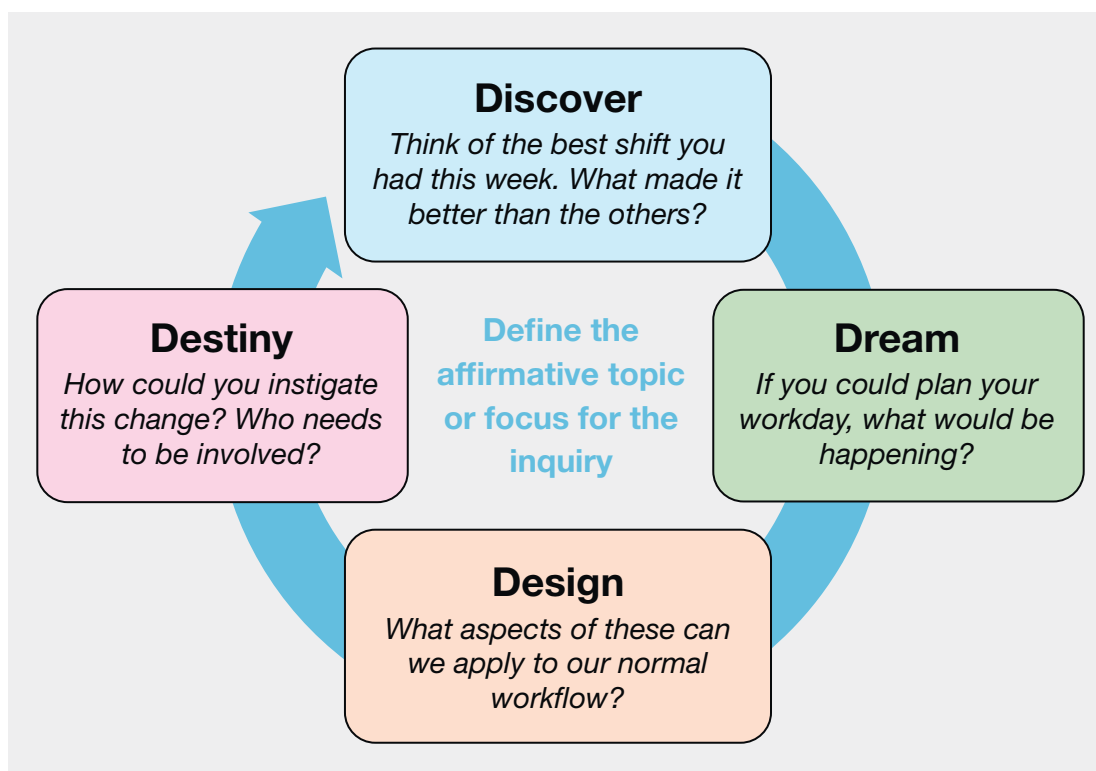 Discover
Think of the best shift you
had this week. What made it
better than the others?
Destiny
How could you instigate
this change? Who needs
to be involved?
Define the
affirmative topic
or focus for the
inquiry
Dream
If you could plan your
workday, what would be
happening?
Design
What aspects of these can
we apply to our normal
workflow?